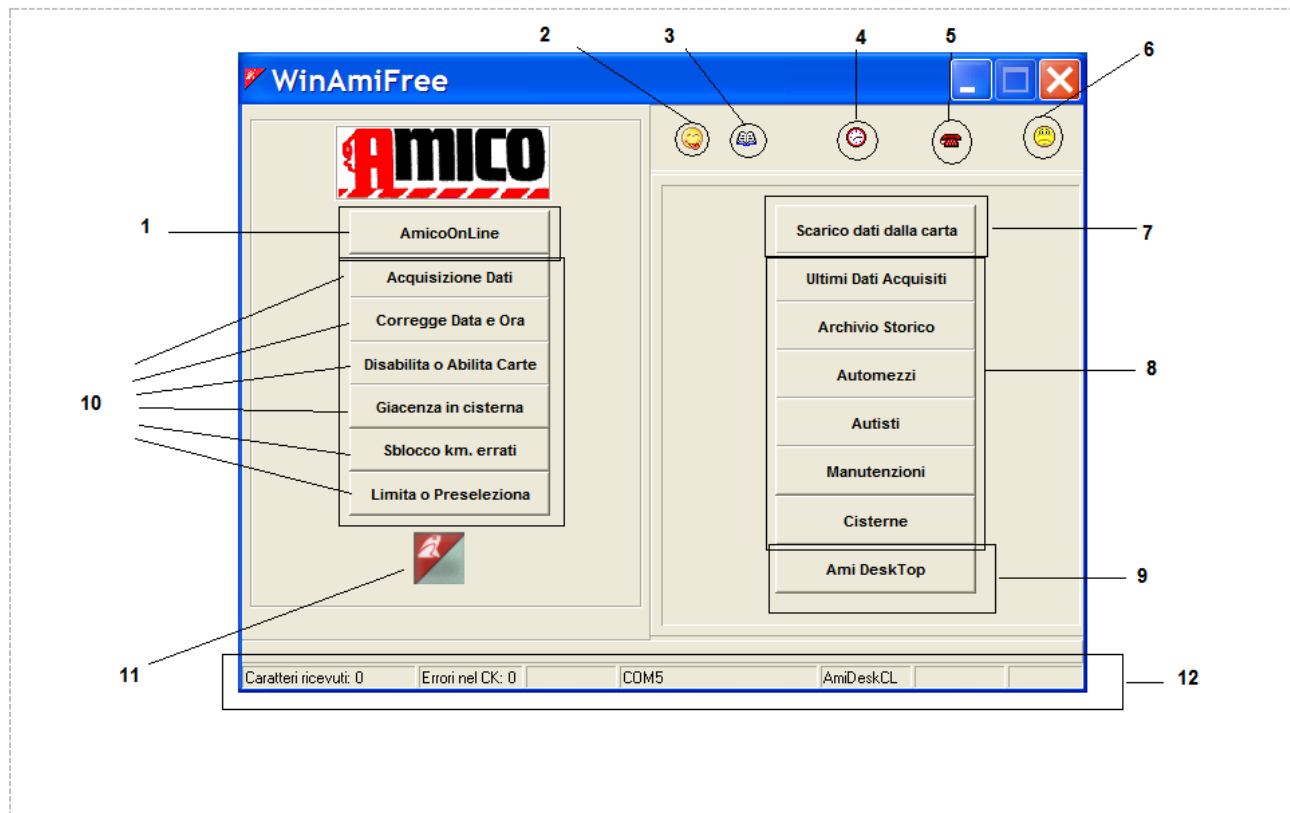 2 3 4 5 6
WinAmiFree
AMICO
1 AmicoOnLine
Acquisizione Dati
Corregge Data e Ora
Disabilita o Abilita Carte
10 Giacenza in cisterna
Sblocco km. errati
Limita o Preseleziona
11
Scarico dati dalla carta 7
Ultimi Dati Acquisiti
Archivio Storico
Automezzi 8
Autisti
Manutenzioni
Cisterne
Ami DeskTop 9
Caratteri ricevuti: 0 Errori nel CK: 0 COM5 AmiDeskCL 12